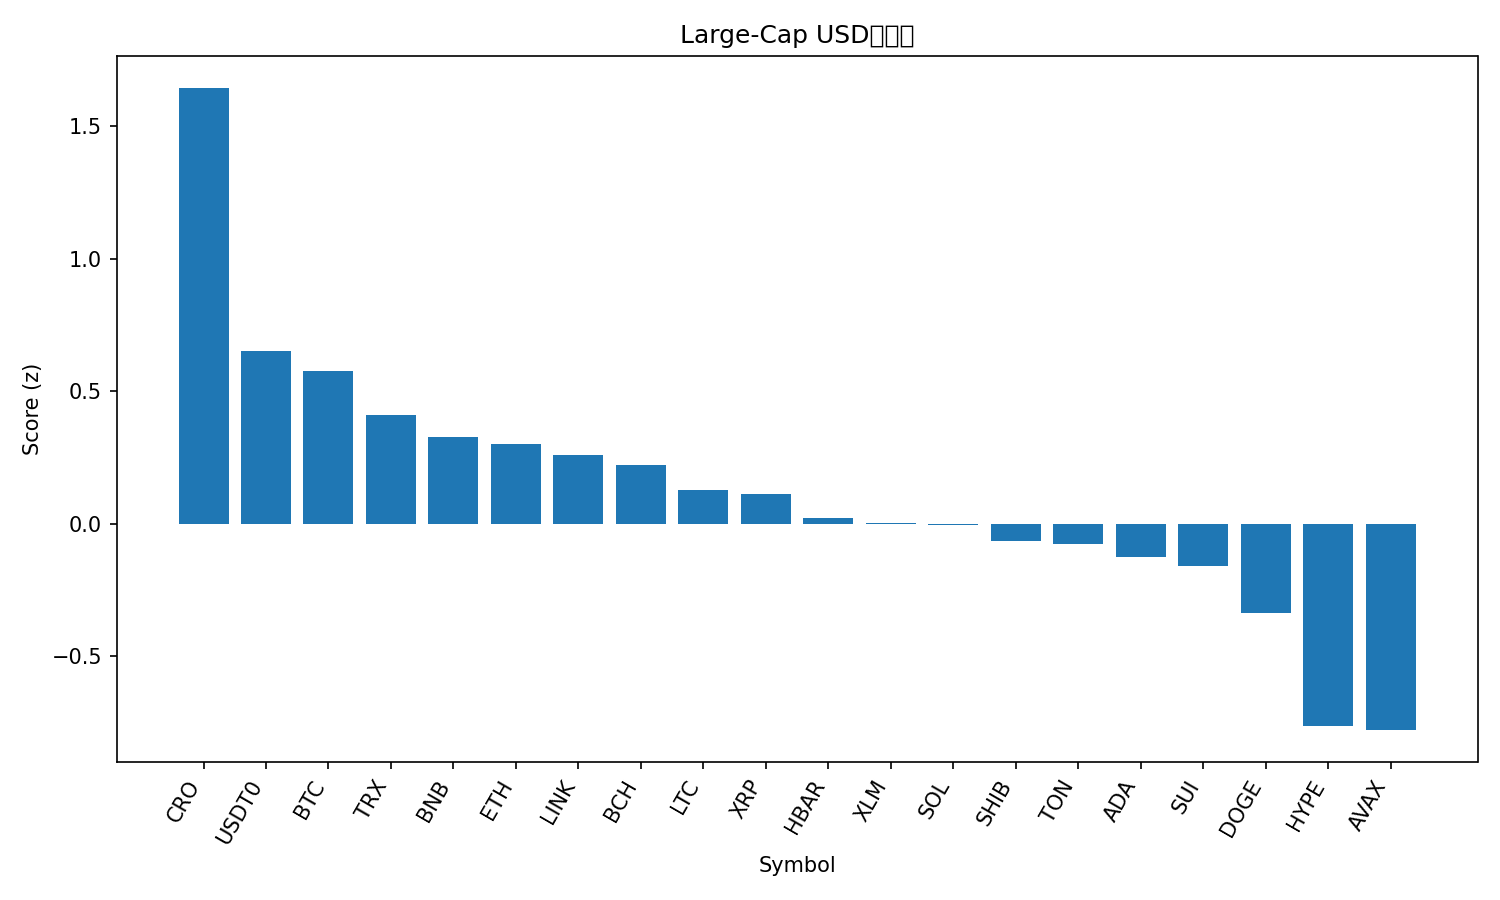 Large-Cap USD
Score (z)
1.5
1.0
0.5
0.0
−0.5
CRO
USDT0
BTC
TRX
BNB
ETH
LINK
BCH
LTC
XRP
HBAR
XLM
SOL
SHIB
TON
ADA
SUI
DOGE
HYPE
AVAX
Symbol